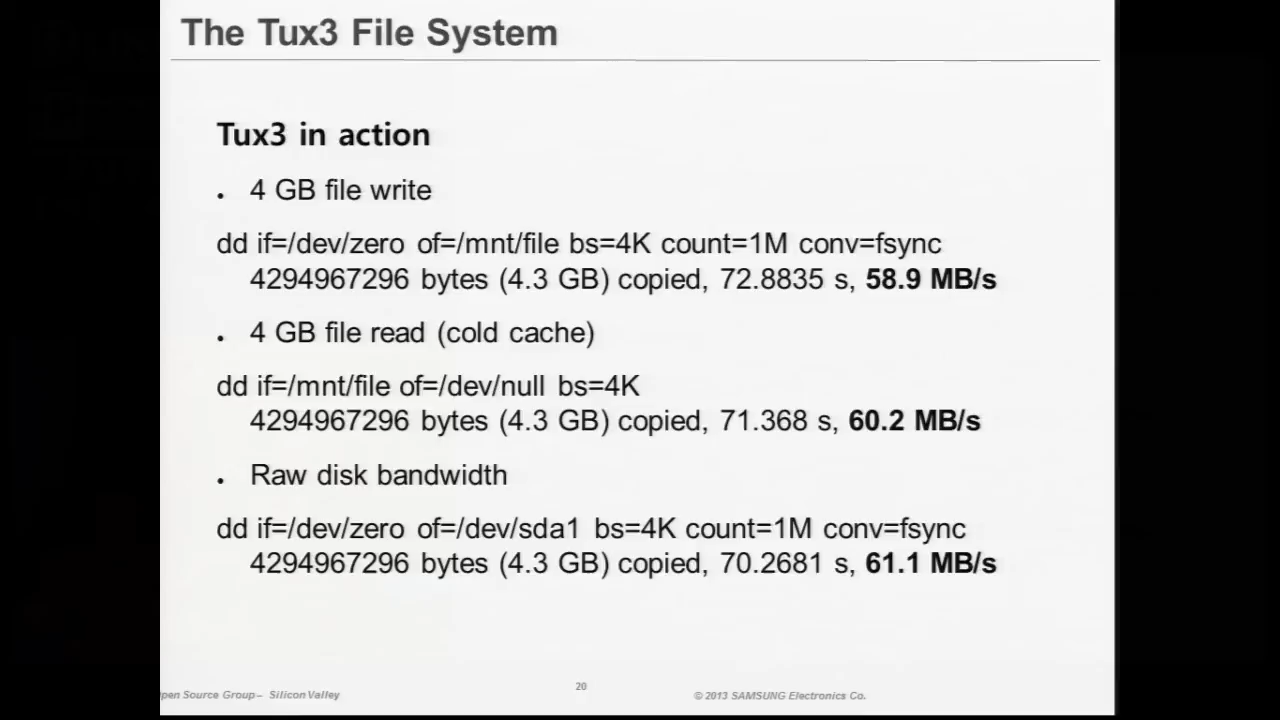 The Tux3 File System
Tux3 in action
• 4 GB file write
dd if=/dev/zero of=/mnt/file bs=4K count=1M conv=fsync
4294967296 bytes (4.3 GB) copied, 72.8835 s, 58.9 MB/s
• 4 GB file read (cold cache)
dd if=/mnt/file of=/dev/null bs=4K
4294967296 bytes (4.3 GB) copied, 71.368 s, 60.2 MB/s
• Raw disk bandwidth
dd if=/dev/zero of=/dev/sda1 bs=4K count=1M conv=fsync
4294967296 bytes (4.3 GB) copied, 70.2681 s, 61.1 MB/s
pen Source Group– Silicon Valley
20
© 2013 SAMSUNG Electronics Co.